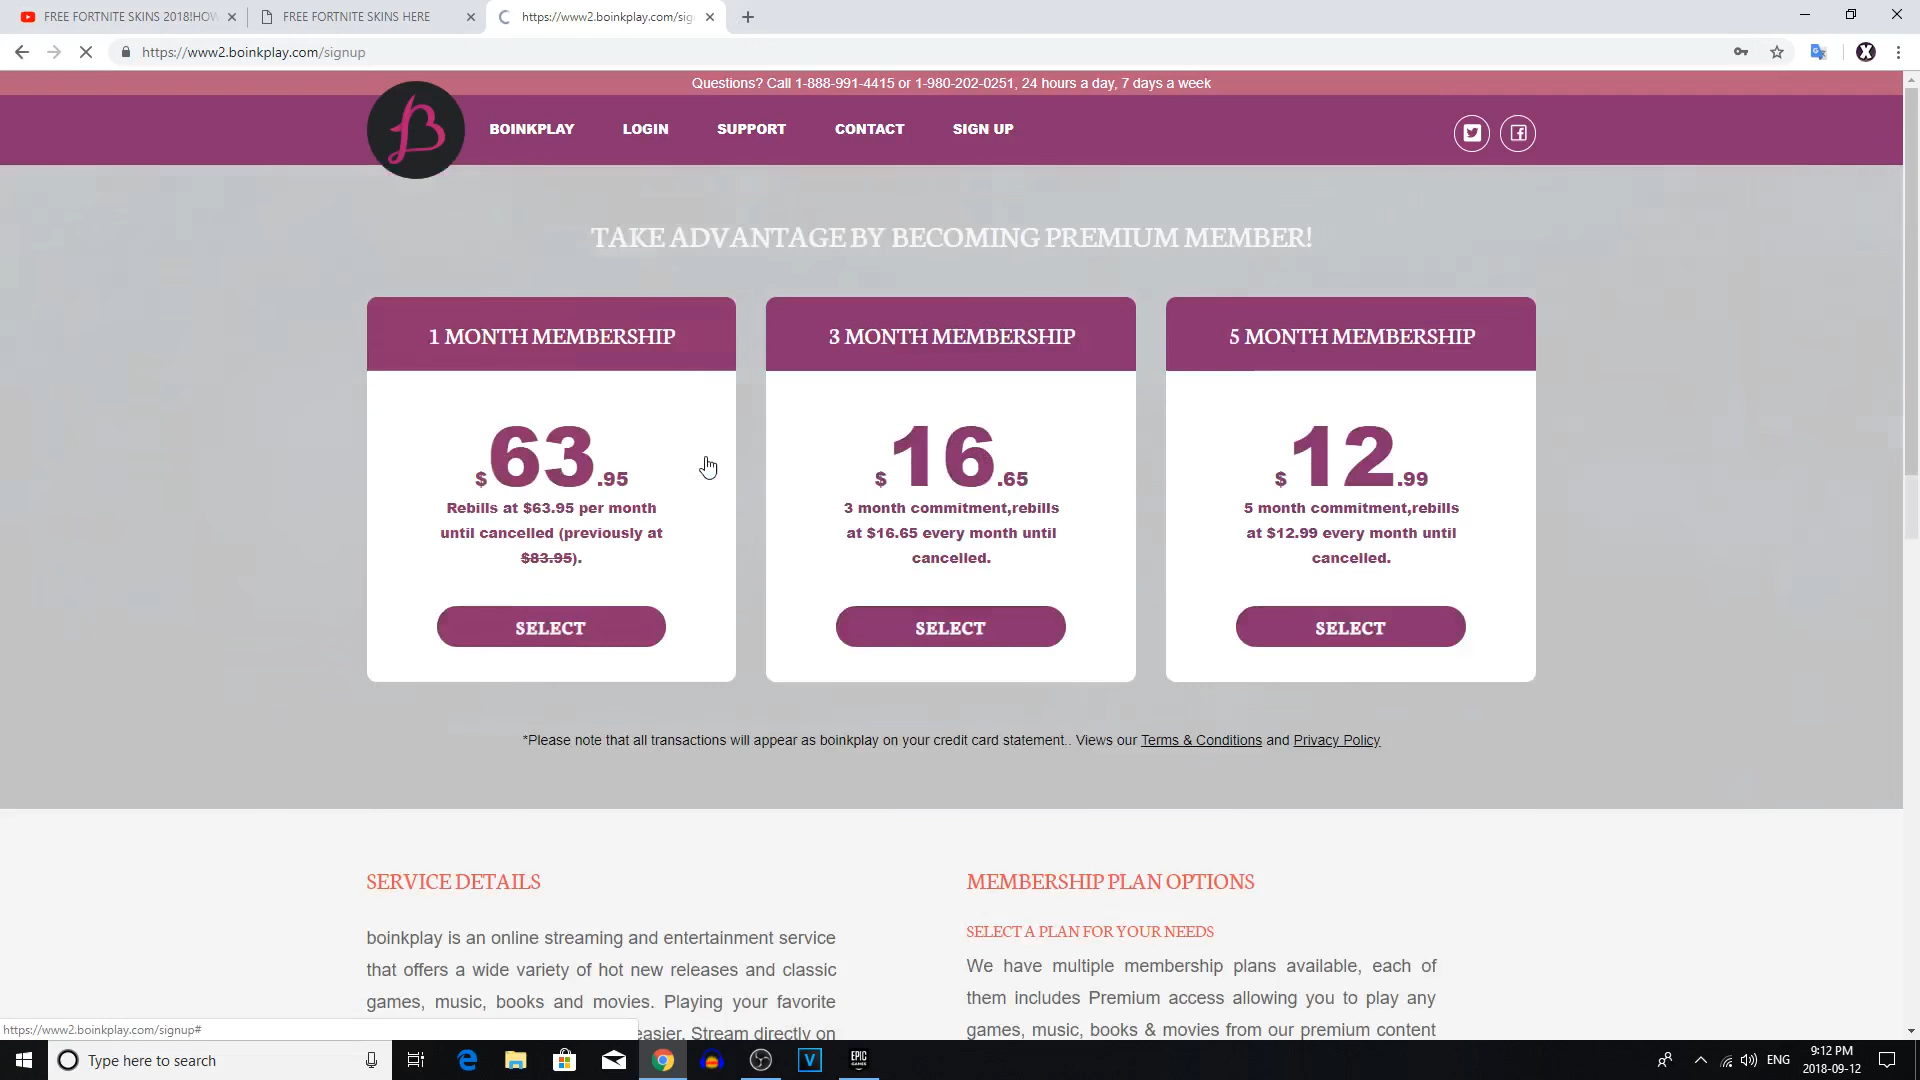 FREE FORTNITE SKINS 2018!HOW
FREE FORTNITE SKINS HERE
https://www2.boinkplay.com/sig
https://www2.boinkplay.com/signup
Questions? Call 1-888-991-4415 or 1-980-202-0251, 24 hours a day, 7 days a week
B
BOINKPLAY LOGIN SUPPORT CONTACT SIGN UP
TAKE ADVANTAGE BY BECOMING PREMIUM MEMBER!
1 MONTH MEMBERSHIP
$63.95
Rebills at $63.95 per month
until cancelled (previously at
$83.95).
SELECT
3 MONTH MEMBERSHIP
$16.65
3 month commitment,rebills
at $16.65 every month until
cancelled.
SELECT
5 MONTH MEMBERSHIP
$12.99
5 month commitment,rebills
at $12.99 every month until
cancelled.
SELECT
*Please note that all transactions will appear as boinkplay on your credit card statement.. Views our Terms & Conditions and Privacy Policy
SERVICE DETAILS
boinkplay is an online streaming and entertainment service
that offers a wide variety of hot new releases and classic
games, music, books and movies. Playing your favorite
easier. Stream directly on
MEMBERSHIP PLAN OPTIONS
SELECT A PLAN FOR YOUR NEEDS
We have multiple membership plans available, each of
them includes Premium access allowing you to play any
games, music, books & movies from our premium content
https://www2.boinkplay.com/signup#
Type here to search
V
EPIC
GAMES
ENG
9:12 PM
2018-09-12